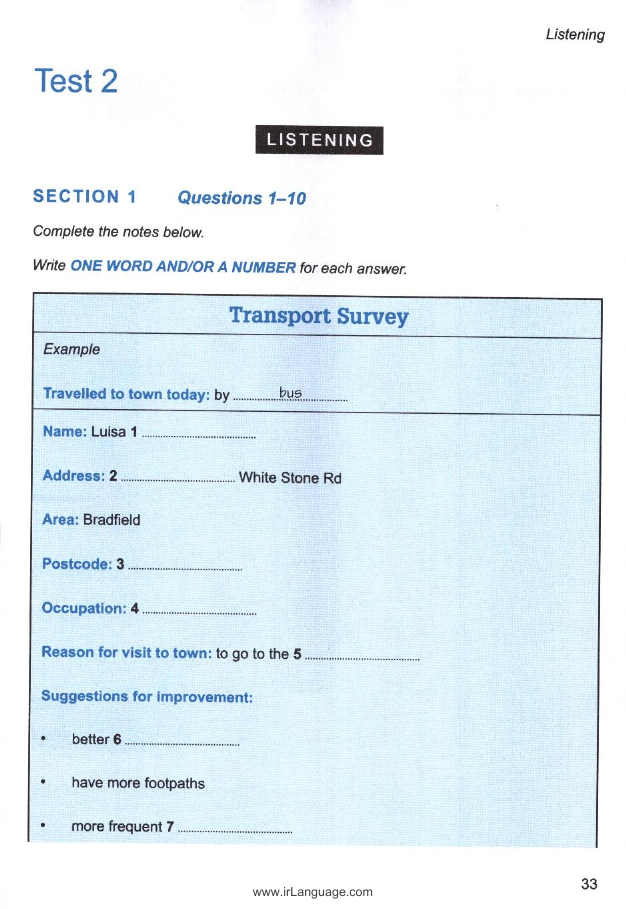 Listening
Test 2
LISTENING
SECTION 1 Questions 1–10
Complete the notes below.
Write ONE WORD AND/OR A NUMBER for each answer.
Transport Survey
Example
Travelled to town today: by ................bus................
Name: Luisa 1 ................................
Address: 2 ................................ White Stone Rd
Area: Bradfield
Postcode: 3 ................................
Occupation: 4 ................................
Reason for visit to town: to go to the 5 ................................
Suggestions for improvement:
• better 6 ................................
• have more footpaths
• more frequent 7 ................................
33
www.irLanguage.com